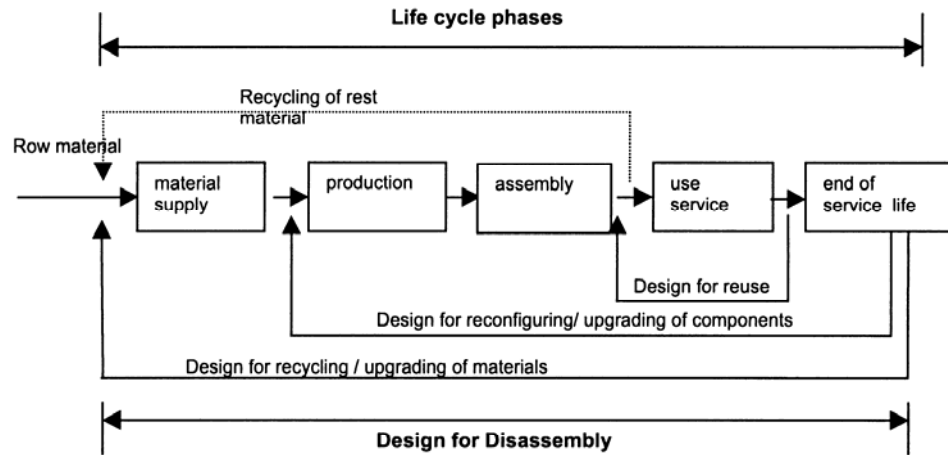 Life cycle phases
Recycling of rest
material
Row material
material
supply
production
assembly
use
service
end of
service life
Design for reuse
Design for reconfiguring/ upgrading of components
Design for recycling / upgrading of materials
Design for Disassembly